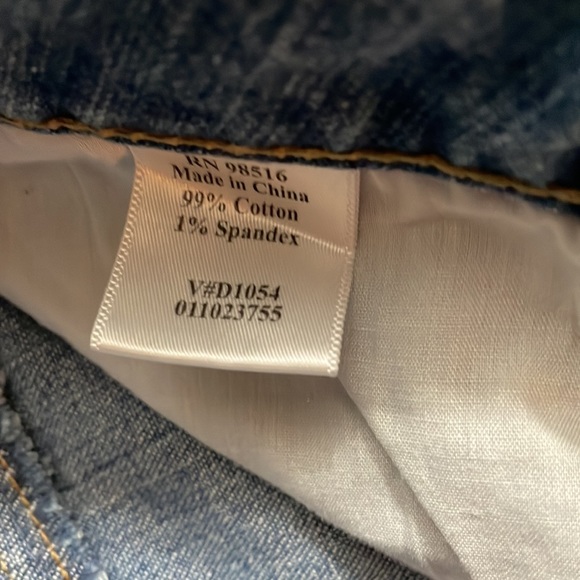 RN 98516
Made in China
99% Cotton
1% Spandex
V#D1054
011023755